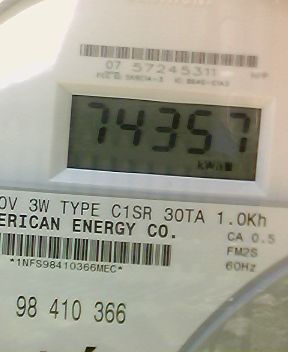 07 57245311
74357
kWh
0V 3W TYPE C1SR 30TA 1.0Kh
ERICAN ENERGY CO.
CA 0.5
*1NFS98410366MEC*
FM2S
60Hz
98 410 366